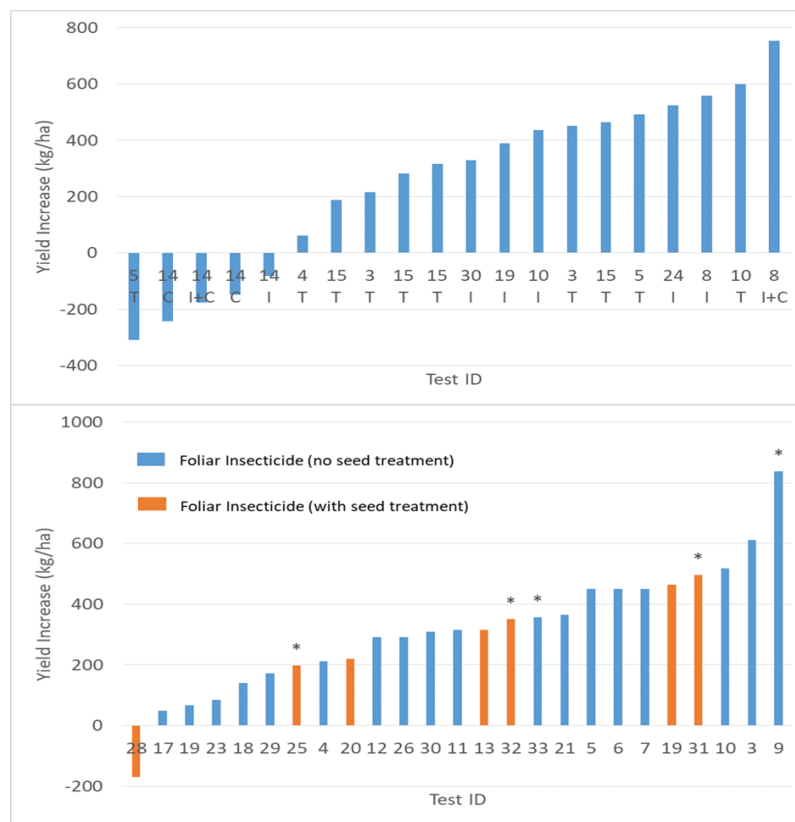 800
600
400
200
0
-200
-400
Yield Increase (kg/ha)
5 14 14 14 14 4 15 3 15 15 30 19 10 3 15 5 24 8 10 8
T C I+C C I T T T T T I I I T T T I I T I+C
Test ID
1000
800
600
400
200
0
-200
Yield Increase (kg/ha)
Foliar Insecticide (no seed treatment)
Foliar Insecticide (with seed treatment)
* * * * *
28 17 19 23 18 29 25 4 20 12 26 30 11 13 32 33 21 5 6 7 19 31 10 3 9
Test ID